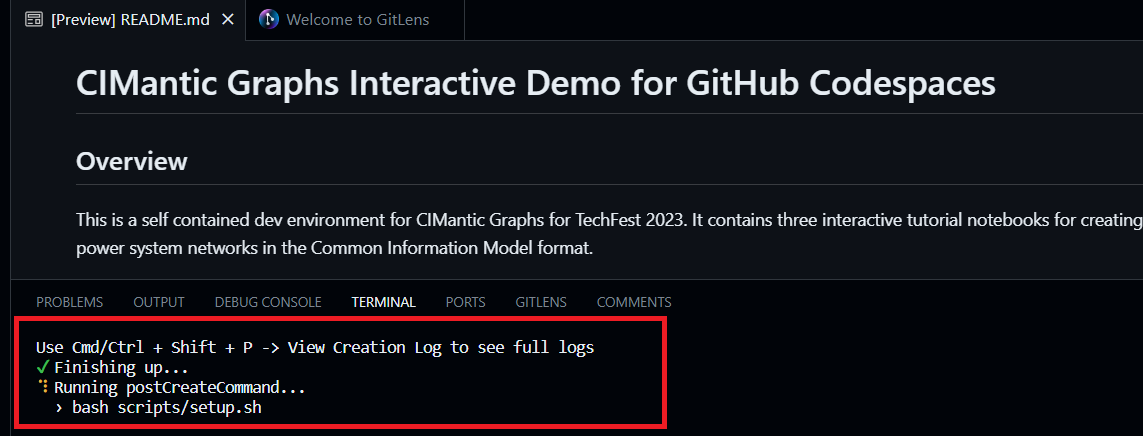 [Preview] README.md
Welcome to GitLens
CIMantic Graphs Interactive Demo for GitHub Codespaces
Overview
This is a self contained dev environment for CIMantic Graphs for TechFest 2023. It contains three interactive tutorial notebooks for creating
power system networks in the Common Information Model format.
PROBLEMS OUTPUT DEBUG CONSOLE TERMINAL PORTS GITLENS COMMENTS
Use Cmd/Ctrl + Shift + P -> View Creation Log to see full logs
✓ Finishing up...
⠹ Running postCreateCommand...
› bash scripts/setup.sh